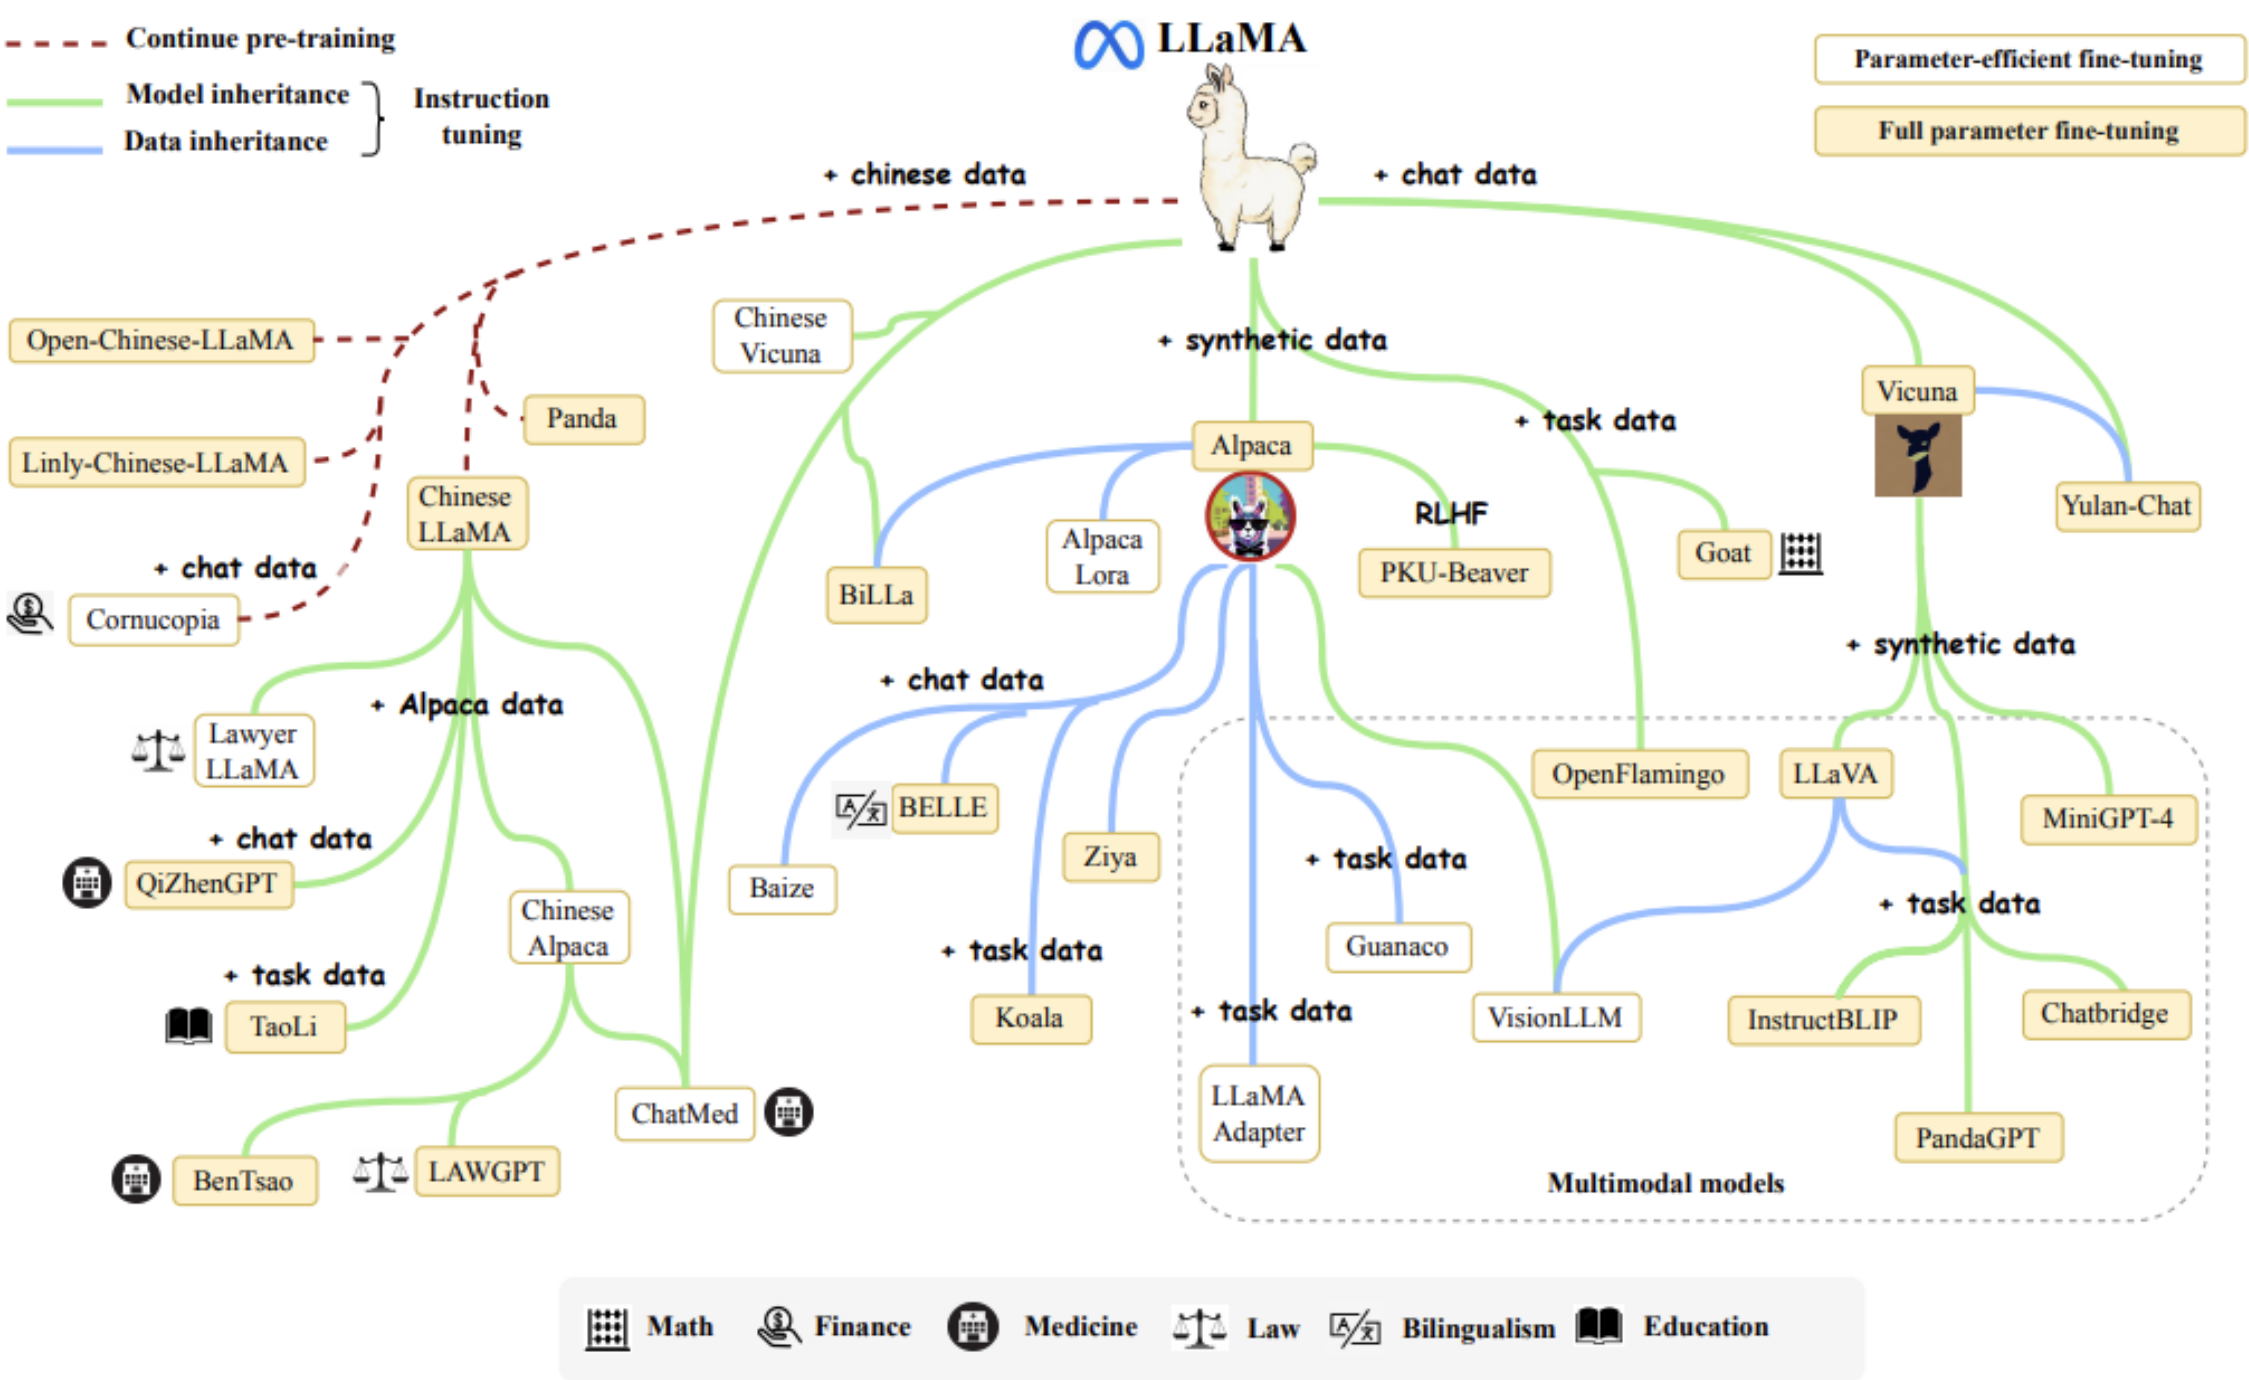 LLaMA
Continue pre-training
Model inheritance
Data inheritance
Instruction
tuning
Parameter-efficient fine-tuning
Full parameter fine-tuning
+ chinese data
+ chat data
Open-Chinese-LLaMA
Linly-Chinese-LLaMA
Panda
Chinese
LLaMA
+ chat data
Cornucopia
Chinese
Vicuna
+ synthetic data
Alpaca
+ task data
Vicuna
Yulan-Chat
BiLLa
Alpaca
Lora
RLHF
PKU-Beaver
Goat
+ synthetic data
+ Alpaca data
Lawyer
LLaMA
+ chat data
QiZhenGPT
Chinese
Alpaca
+ task data
TaoLi
BenTsao
LAWGPT
ChatMed
+ chat data
Baize
BELLE
Ziya
+ task data
Koala
+ task data
Guanaco
+ task data
LLaMA
Adapter
VisionLLM
OpenFlamingo
LLaVA
MiniGPT-4
+ task data
InstructBLIP
Chatbridge
PandaGPT
Multimodal models
Math
Finance
Medicine
Law
Bilingualism
Education